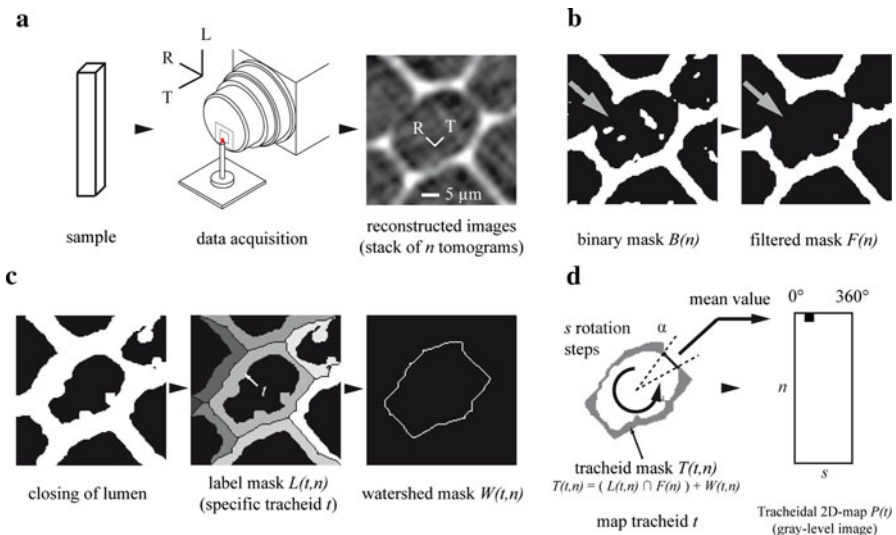 a
L
R
T
R T
5 µm
sample
data acquisition
reconstructed images
(stack of n tomograms)
b
binary mask B(n)
filtered mask F(n)
c
t
closing of lumen
label mask L(t,n)
(specific tracheid t)
watershed mask W(t,n)
d
mean value
0° 360°
s rotation
steps
α
n
s
tracheid mask T(t,n)
T(t,n) = ( L(t,n) ∩ F(n) ) + W(t,n)
map tracheid t
Tracheidal 2D-map P(t)
(gray-level image)